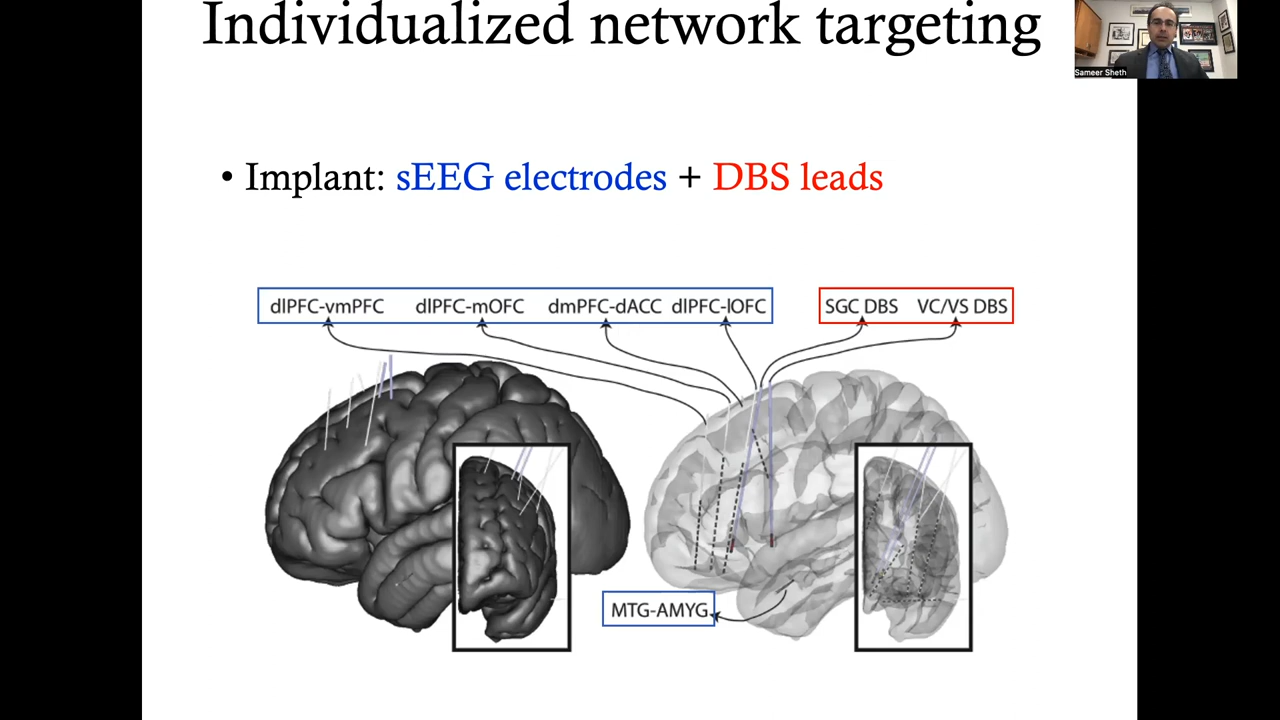 Individualized network targeting
Sameer Sheth
• Implant: sEEG electrodes + DBS leads
dlPFC-vmPFC dlPFC-mOFC dmPFC-dACC dlPFC-lOFC
SGC DBS VC/VS DBS
MTG-AMYG